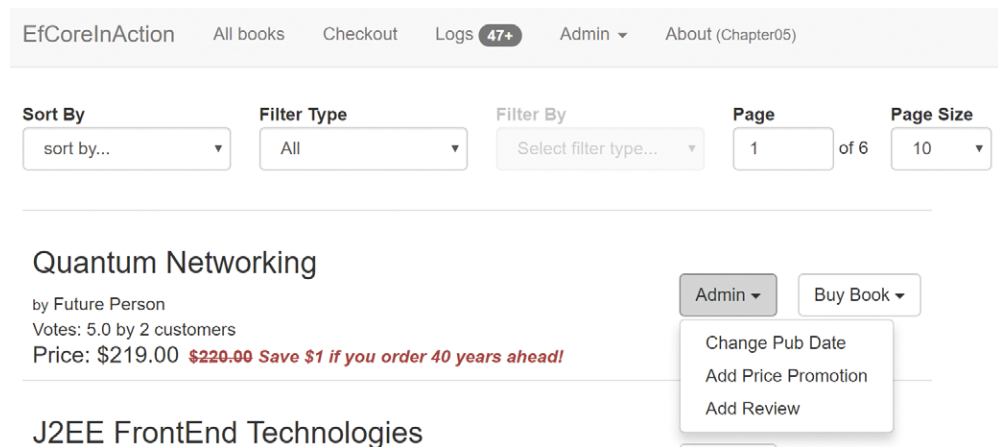 EfCoreInAction All books Checkout Logs 47+ Admin About (Chapter05)
Sort By Filter Type Filter By Page Page Size
sort by... All Select filter type... 1 of 6 10
Quantum Networking
Admin Buy Book
by Future Person
Votes: 5.0 by 2 customers
Price: $219.00 $220.00 Save $1 if you order 40 years ahead!
Change Pub Date
Add Price Promotion
Add Review
J2EE FrontEnd Technologies